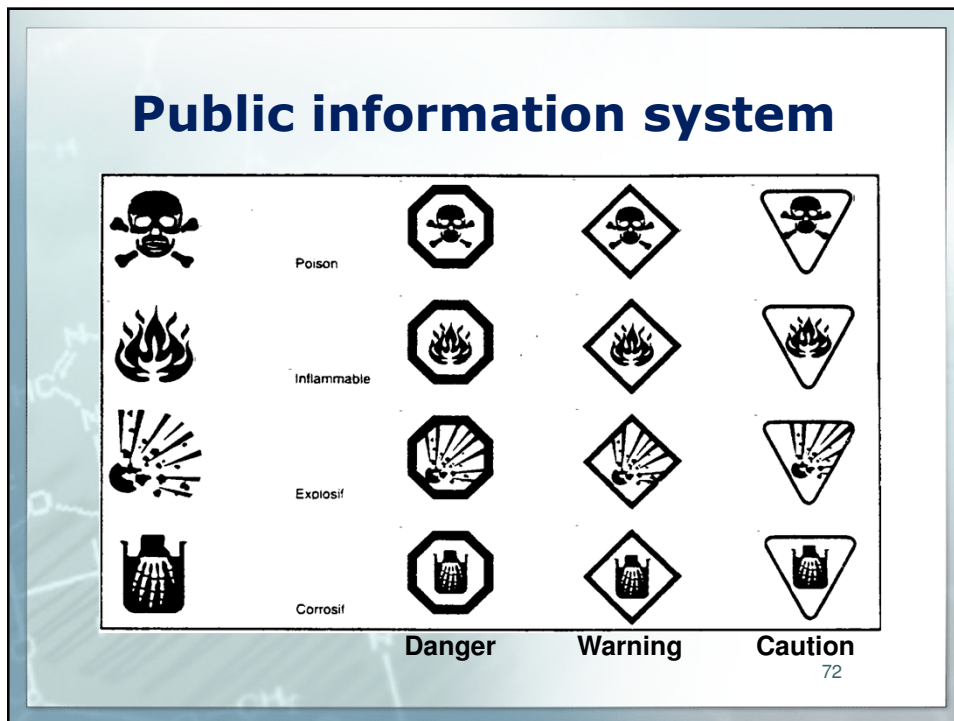 Public information system
Poison
Inflammable
Explosif
Corrosif
Danger Warning Caution
72